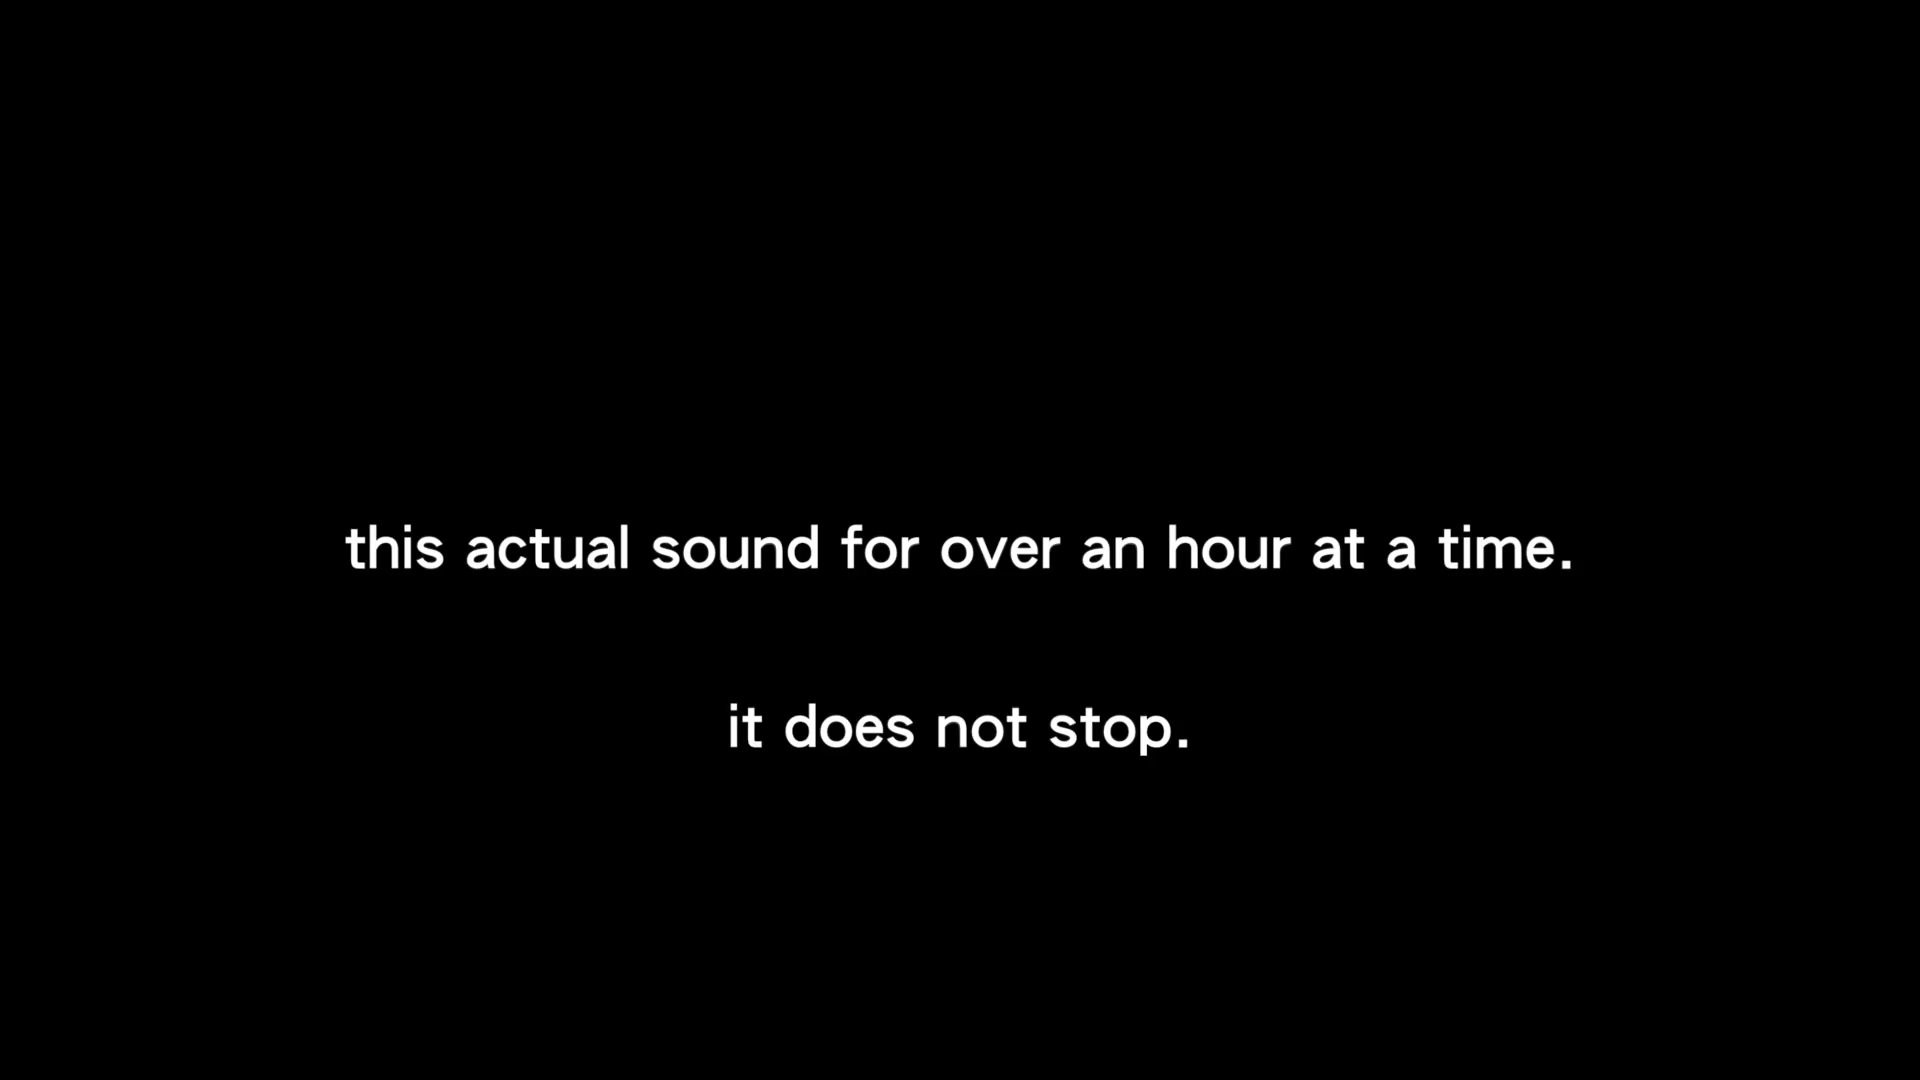 this actual sound for over an hour at a time.
it does not stop.